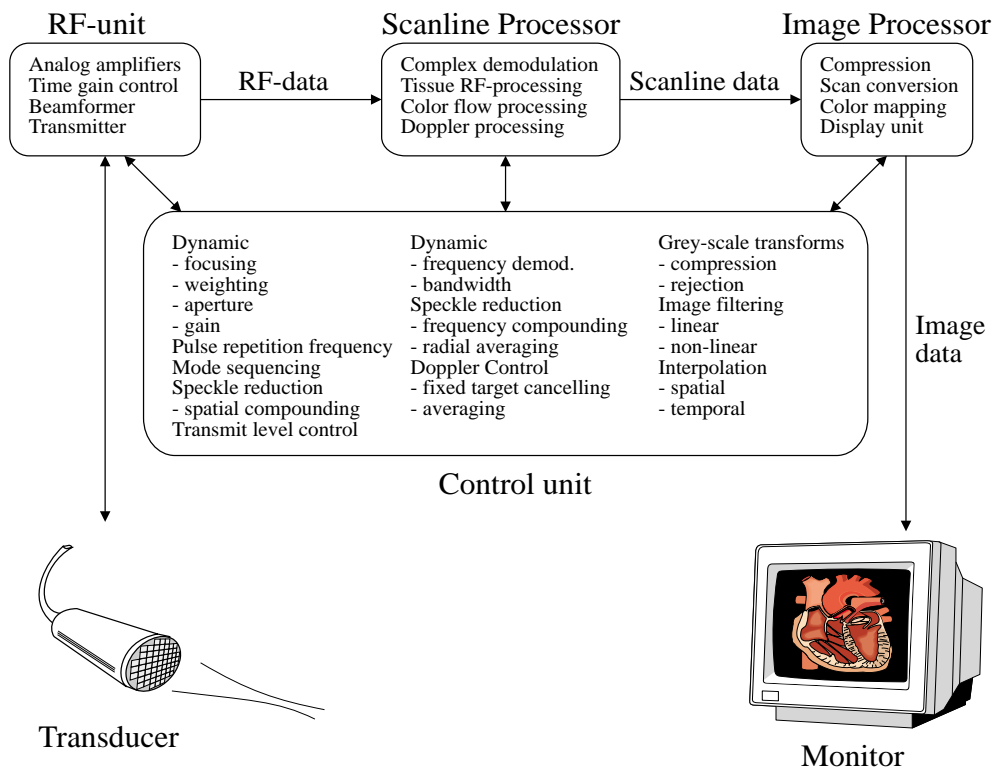 RF-unit
Analog amplifiers
Time gain control
Beamformer
Transmitter
RF-data
Scanline Processor
Complex demodulation
Tissue RF-processing
Color flow processing
Doppler processing
Scanline data
Image Processor
Compression
Scan conversion
Color mapping
Display unit
Dynamic
- focusing
- weighting
- aperture
- gain
Pulse repetition frequency
Mode sequencing
Speckle reduction
- spatial compounding
Transmit level control
Dynamic
- frequency demod.
- bandwidth
Speckle reduction
- frequency compounding
- radial averaging
Doppler Control
- fixed target cancelling
- averaging
Grey-scale transforms
- compression
- rejection
Image filtering
- linear
- non-linear
Interpolation
- spatial
- temporal
Control unit
Image
data
Transducer
Monitor